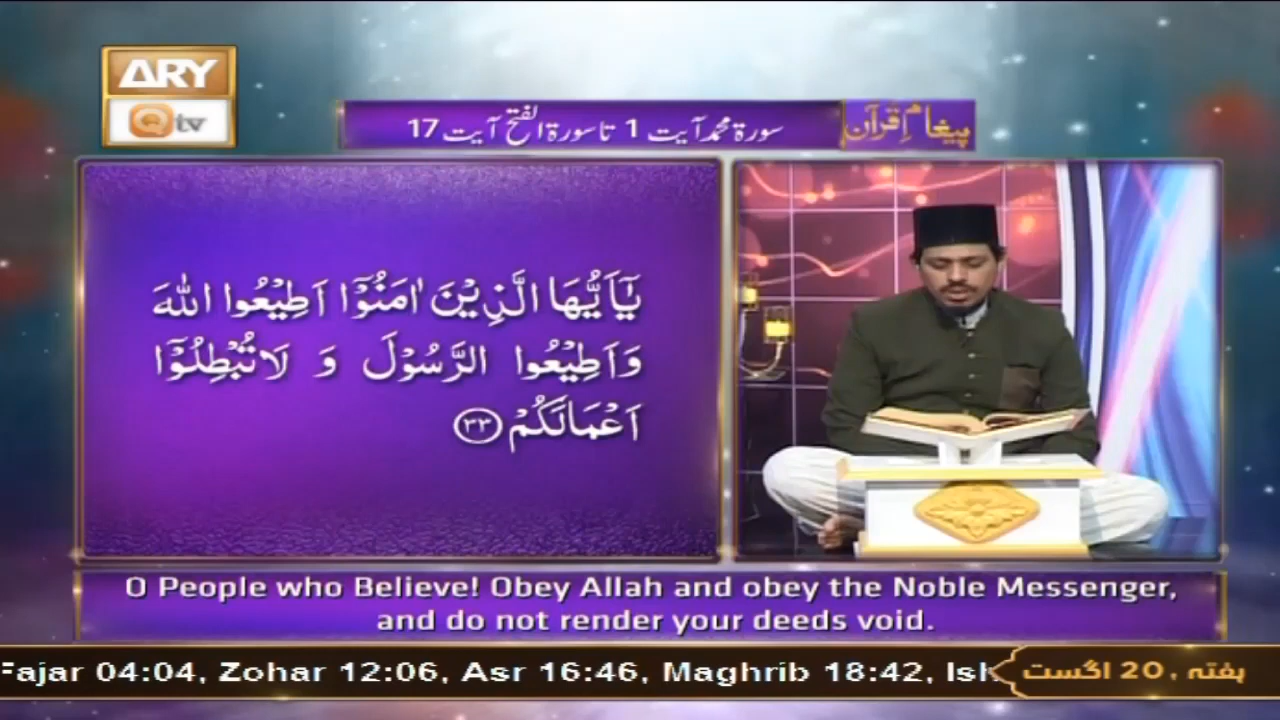 ARY
Qtv
سورۃ محمد آیت 1 تا سورۃ الفتح آیت 17
پیغامِ قرآن
یٰۤاَیُّهَا الَّذِیْنَ اٰمَنُوْۤا اَطِیْعُوا اللّٰهَ
وَ اَطِیْعُوا الرَّسُوْلَ وَ لَا تُبْطِلُوْۤا
اَعْمَالَكُمْ ﴿۳۳﴾
O People who Believe! Obey Allah and obey the Noble Messenger,
and do not render your deeds void.
Fajar 04:04, Zohar 12:06, Asr 16:46, Maghrib 18:42, Ish
ہفتہ , 20 اگست